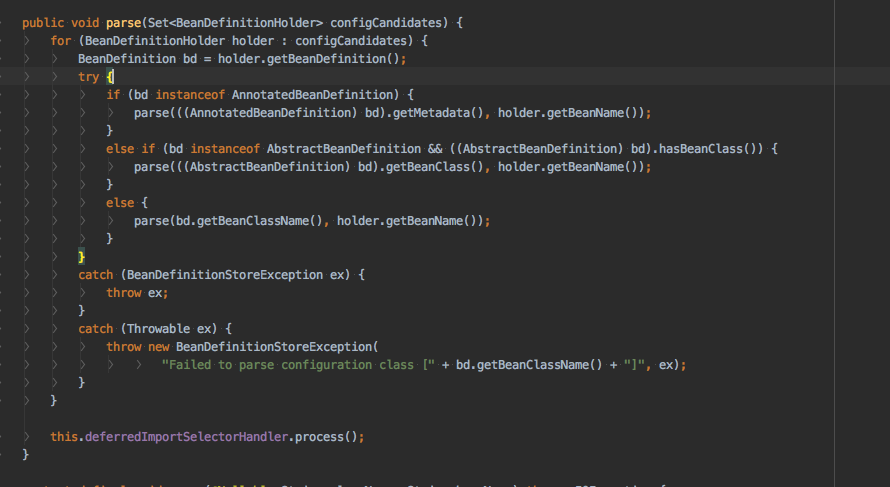 public void parse(Set<BeanDefinitionHolder> configCandidates) {
for (BeanDefinitionHolder holder : configCandidates) {
BeanDefinition bd = holder.getBeanDefinition();
try {
if (bd instanceof AnnotatedBeanDefinition) {
parse(((AnnotatedBeanDefinition) bd).getMetadata(), holder.getBeanName());
}
else if (bd instanceof AbstractBeanDefinition && ((AbstractBeanDefinition) bd).hasBeanClass()) {
parse(((AbstractBeanDefinition) bd).getBeanClass(), holder.getBeanName());
}
else {
parse(bd.getBeanClassName(), holder.getBeanName());
}
}
catch (BeanDefinitionStoreException ex) {
throw ex;
}
catch (Throwable ex) {
throw new BeanDefinitionStoreException(
"Failed to parse configuration class [" + bd.getBeanClassName() + "]", ex);
}
}
this.deferredImportSelectorHandler.process();
}